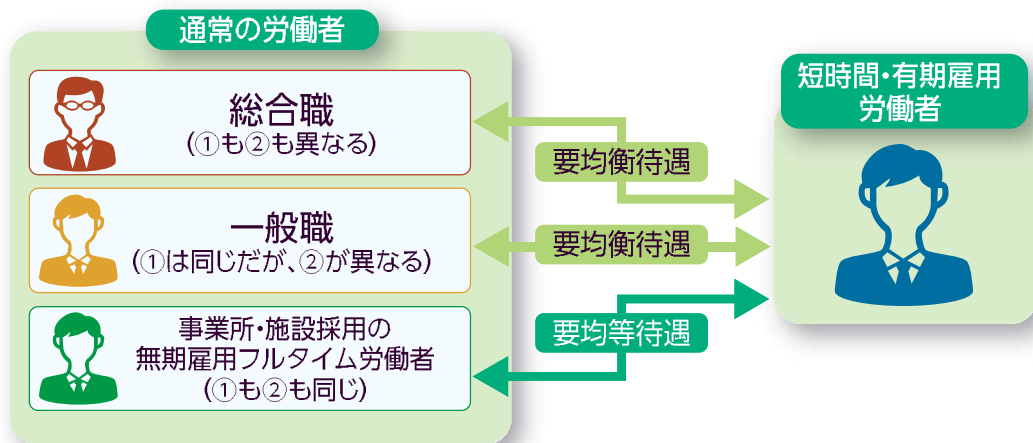 通常の労働者
総合職
(①も②も異なる)
一般職
(①は同じだが、②が異なる)
事業所・施設採用の
無期雇用フルタイム労働者
(①も②も同じ)
要均衡待遇
要均衡待遇
要均等待遇
短時間・有期雇用
労働者